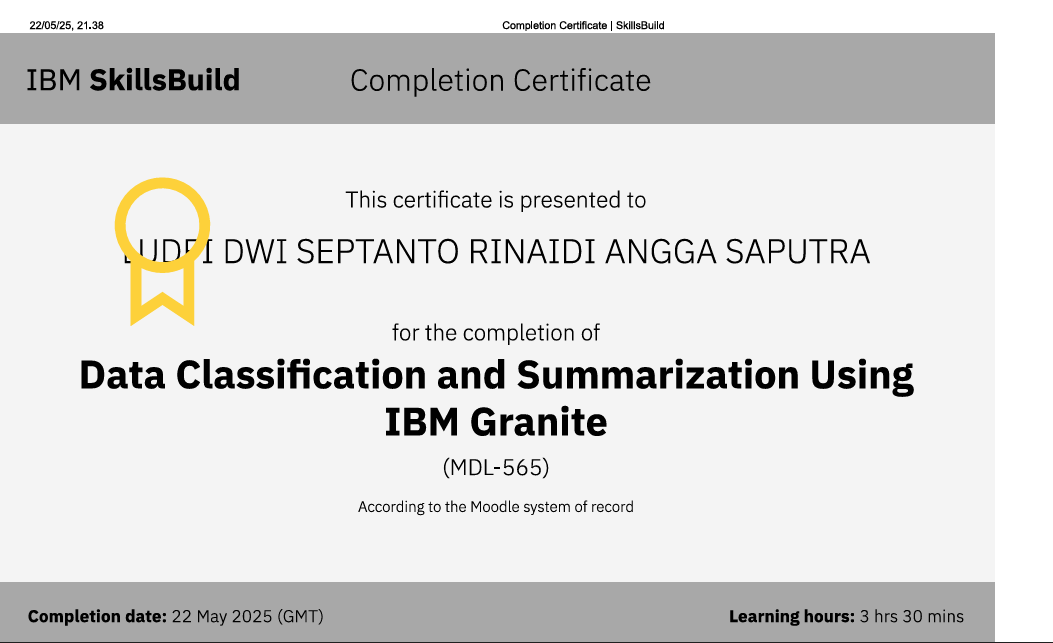 22/05/25, 21.38
Completion Certificate | SkillsBuild
IBM SkillsBuild
Completion Certificate
This certificate is presented to
DWI SEPTANTO RINAIDI ANGGA SAPUTRA
for the completion of
Data Classification and Summarization Using
IBM Granite
(MDL-565)
According to the Moodle system of record
Completion date: 22 May 2025 (GMT)
Learning hours: 3 hrs 30 mins